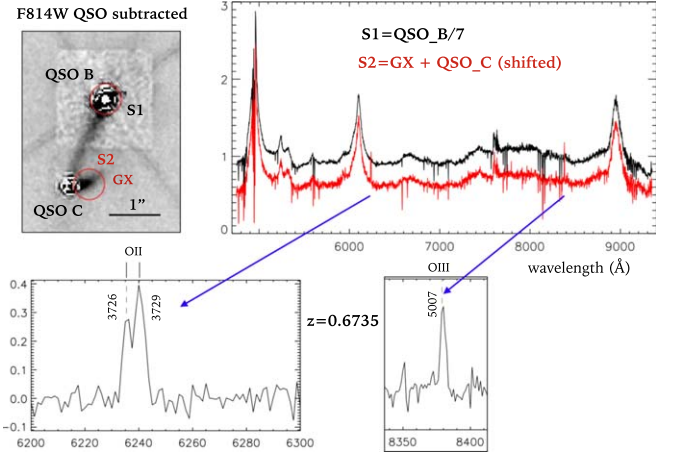 F814W QSO subtracted
QSO B
S1
S2
GX
QSO C
1”
3
2
1
0
S1=QSO_B/7
S2=GX + QSO_C (shifted)
6000 7000 8000 9000
wavelength (Å)
OII
3726 3729
0.4
0.3
0.2
0.1
0.0
−0.1
6200 6220 6240 6260 6280 6300
z=0.6735
OIII
5007
8350 8400